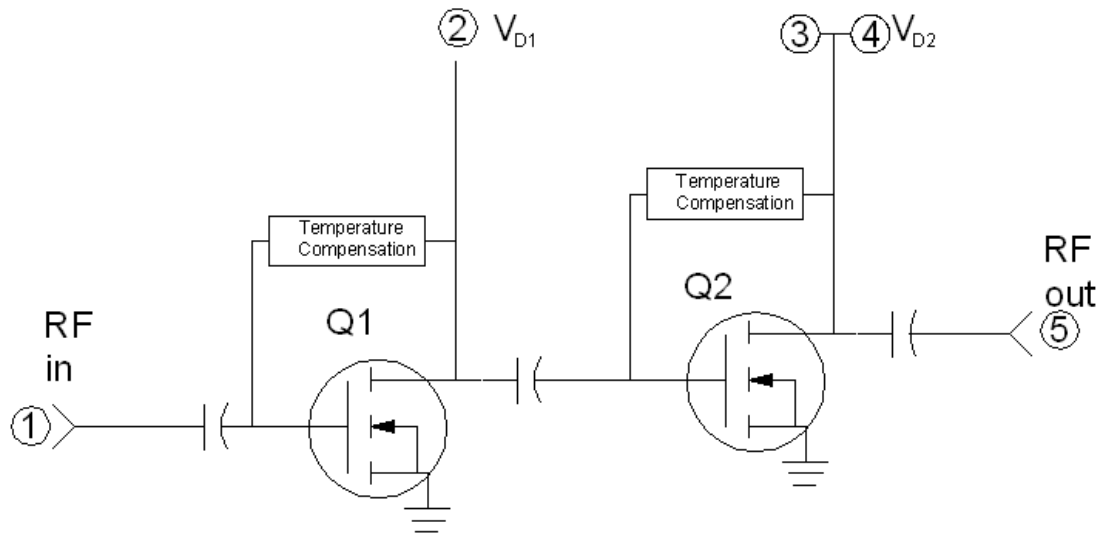 2 V_D1
3 4 V_D2
Temperature
Compensation
Temperature
Compensation
Q1
Q2
RF
in
1
RF
out
5